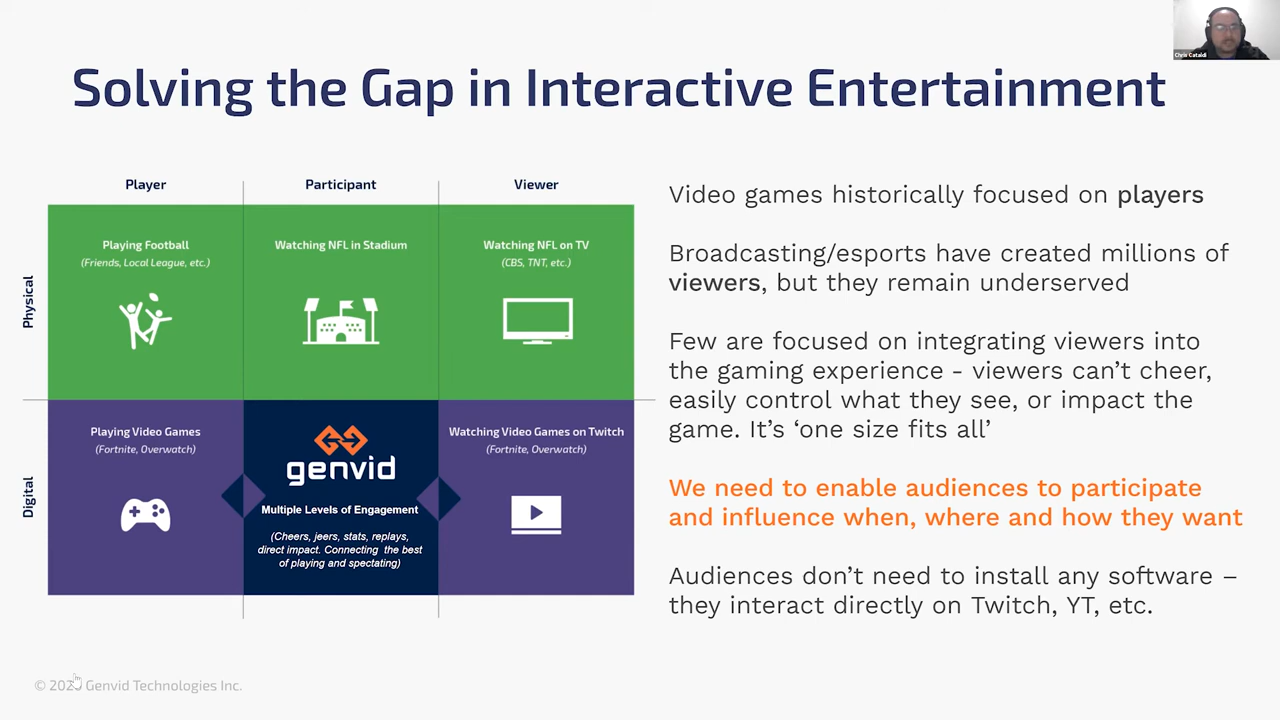 Chris Cataldi
Solving the Gap in Interactive Entertainment
Player
Participant
Viewer
Physical
Playing Football
(Friends, Local League, etc.)
Watching NFL in Stadium
Watching NFL on TV
(CBS, TNT, etc.)
Digital
Playing Video Games
(Fortnite, Overwatch)
genvid
Multiple Levels of Engagement
(Cheers, jeers, stats, replays,
direct impact. Connecting the best
of playing and spectating)
Watching Video Games on Twitch
(Fortnite, Overwatch)
Video games historically focused on players
Broadcasting/esports have created millions of
viewers, but they remain underserved
Few are focused on integrating viewers into
the gaming experience - viewers can’t cheer,
easily control what they see, or impact the
game. It’s ‘one size fits all’
We need to enable audiences to participate
and influence when, where and how they want
Audiences don’t need to install any software –
they interact directly on Twitch, YT, etc.
© Genvid Technologies Inc.